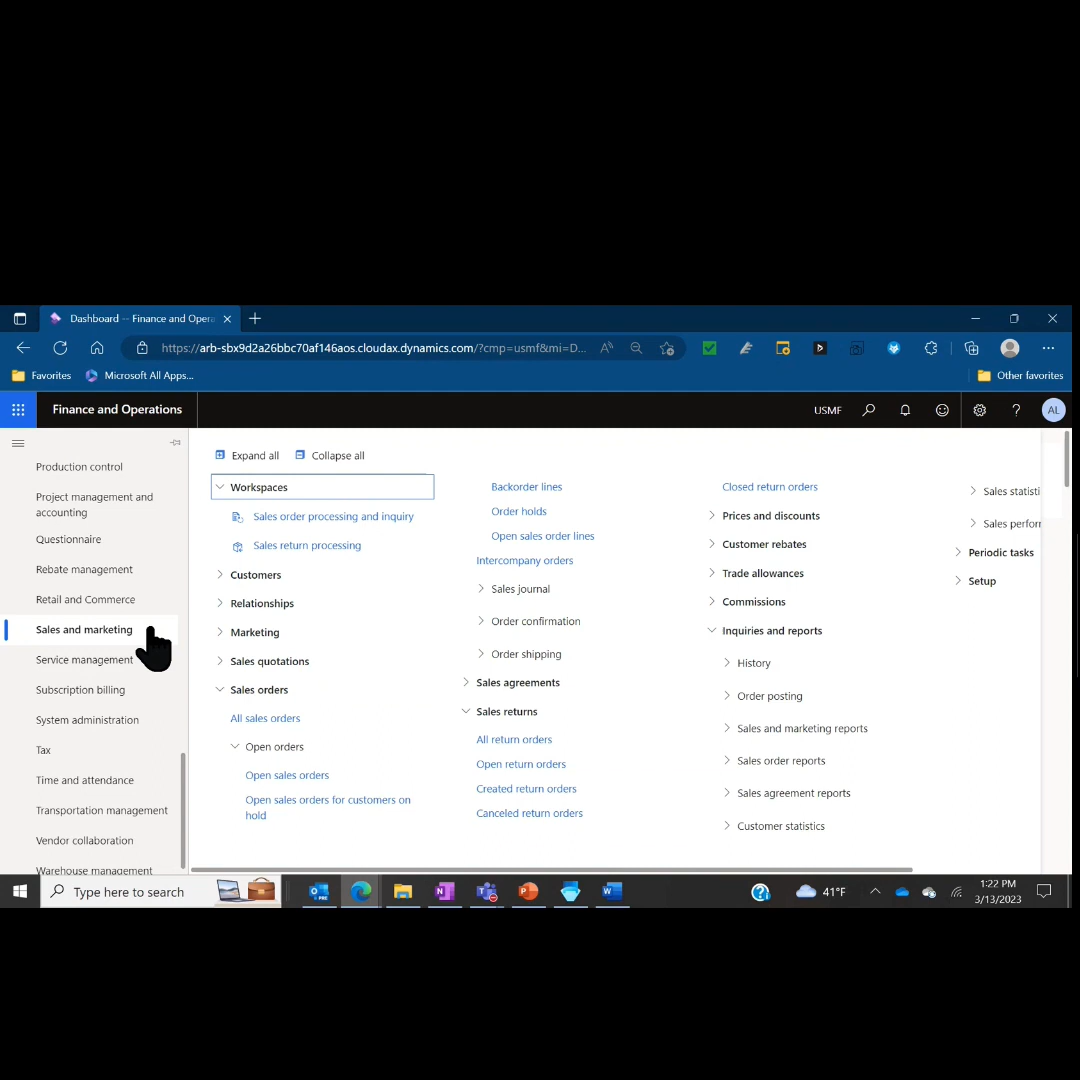 Dashboard -- Finance and Opera
https://arb-sbx9d2a26bbc70af146aos.cloudax.dynamics.com/?cmp=usmf&mi=D...
Favorites
Microsoft All Apps...
Other favorites
Finance and Operations
USMF
AL
Production control
Project management and
accounting
Questionnaire
Rebate management
Retail and Commerce
Sales and marketing
Service management
Subscription billing
System administration
Tax
Time and attendance
Transportation management
Vendor collaboration
Warehouse management
Expand all
Collapse all
Workspaces
Sales order processing and inquiry
Sales return processing
Customers
Relationships
Marketing
Sales quotations
Sales orders
All sales orders
Open orders
Open sales orders
Open sales orders for customers on
hold
Backorder lines
Order holds
Open sales order lines
Intercompany orders
Sales journal
Order confirmation
Order shipping
Sales agreements
Sales returns
All return orders
Open return orders
Created return orders
Canceled return orders
Closed return orders
Prices and discounts
Customer rebates
Trade allowances
Commissions
Inquiries and reports
History
Order posting
Sales and marketing reports
Sales order reports
Sales agreement reports
Customer statistics
Sales statisti
Sales perforr
Periodic tasks
Setup
Type here to search
41°F
1:22 PM
3/13/2023